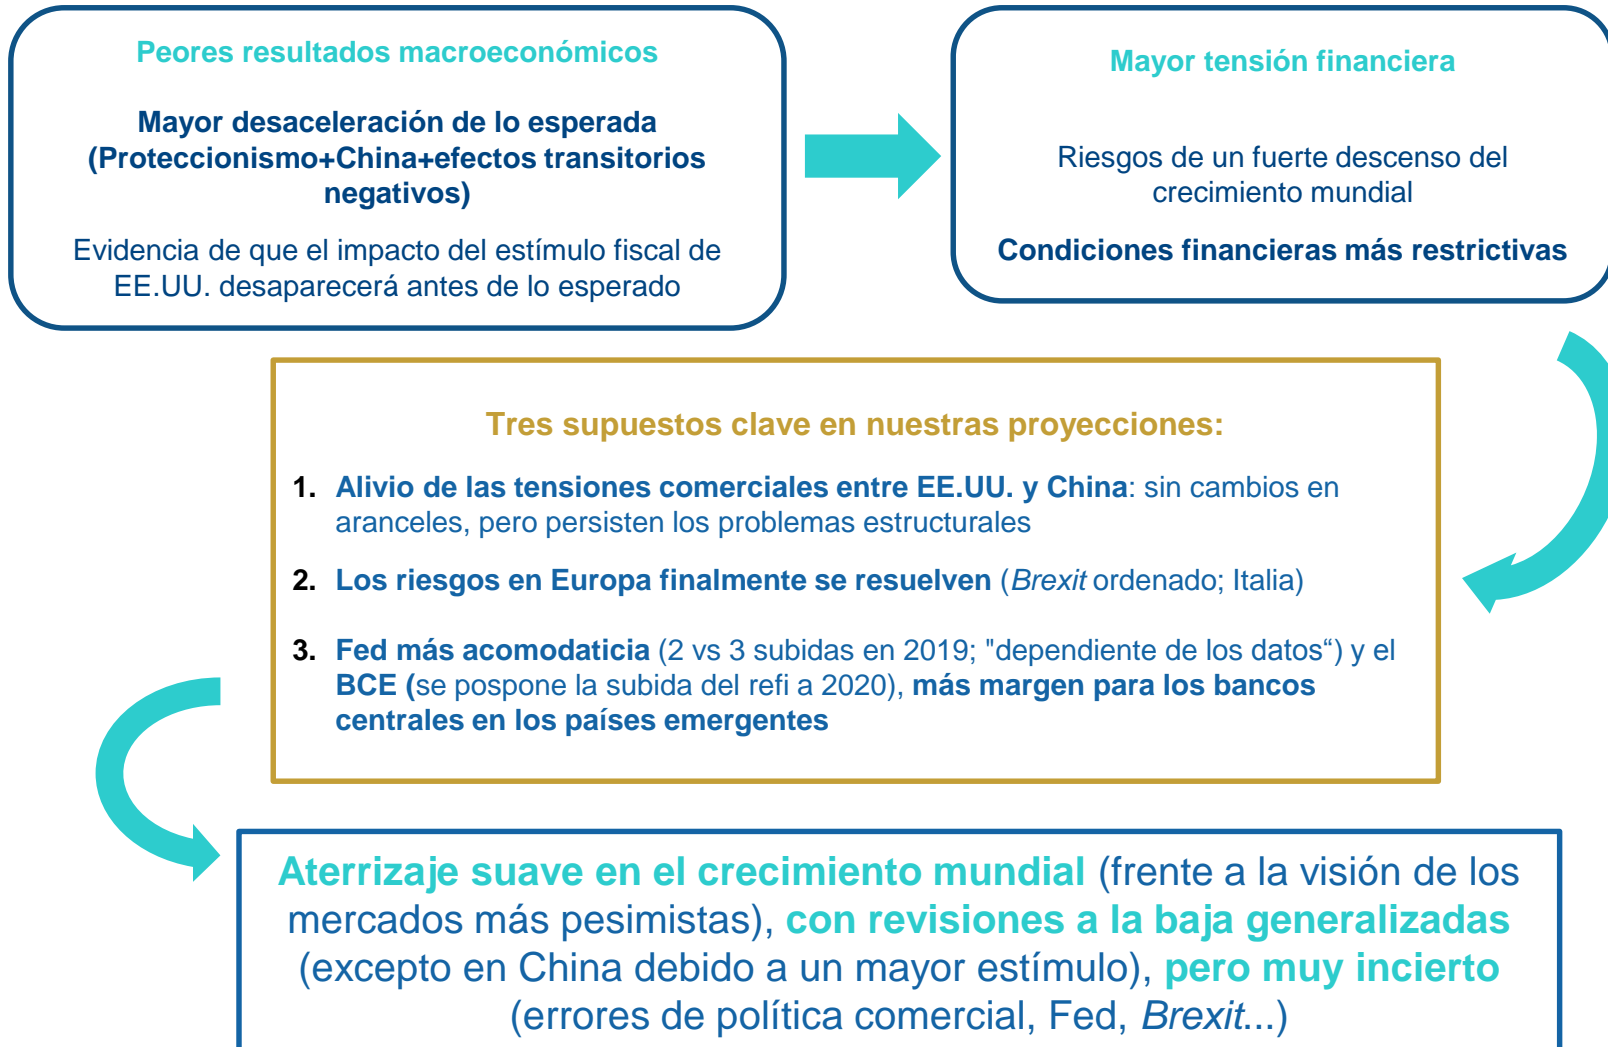 Peores resultados macroeconómicos
Mayor desaceleración de lo esperada
(Proteccionismo+China+efectos transitorios
negativos)
Evidencia de que el impacto del estímulo fiscal de
EE.UU. desaparecerá antes de lo esperado
Mayor tensión financiera
Riesgos de un fuerte descenso del
crecimiento mundial
Condiciones financieras más restrictivas
Tres supuestos clave en nuestras proyecciones:
1. Alivio de las tensiones comerciales entre EE.UU. y China: sin cambios en
aranceles, pero persisten los problemas estructurales
2. Los riesgos en Europa finalmente se resuelven (Brexit ordenado; Italia)
3. Fed más acomodaticia (2 vs 3 subidas en 2019; "dependiente de los datos“) y el
BCE (se pospone la subida del refi a 2020), más margen para los bancos
centrales en los países emergentes
Aterrizaje suave en el crecimiento mundial (frente a la visión de los
mercados más pesimistas), con revisiones a la baja generalizadas
(excepto en China debido a un mayor estímulo), pero muy incierto
(errores de política comercial, Fed, Brexit...)